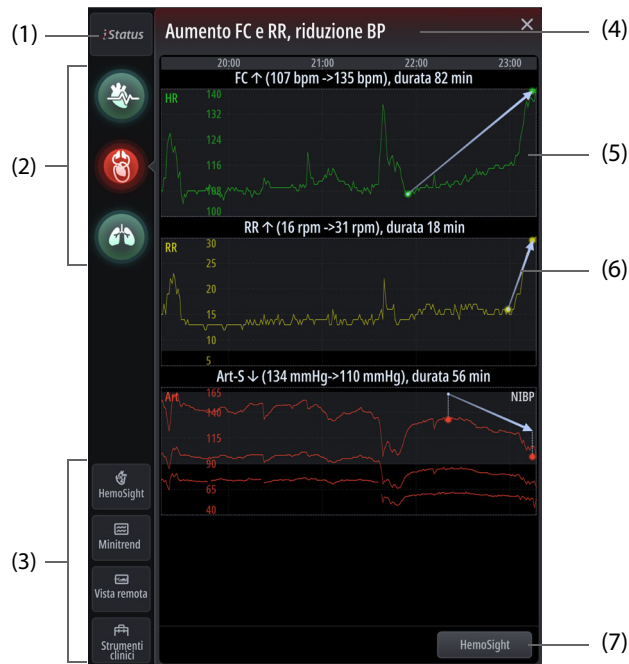 (1)
iStatus
Aumento FC e RR, riduzione BP
×
(4)
20:00 21:00 22:00 23:00
FC ↑ (107 bpm ->135 bpm), durata 82 min
HR
140
132
124
116
108
100
(2)
(5)
RR ↑ (16 rpm ->31 rpm), durata 18 min
RR
30
25
20
15
10
5
(6)
Art-S ↓ (134 mmHg->110 mmHg), durata 56 min
Art
NIBP
165
140
115
90
65
40
(3)
HemoSight
Minitrend
Vista remota
Strumenti
clinici
HemoSight
(7)